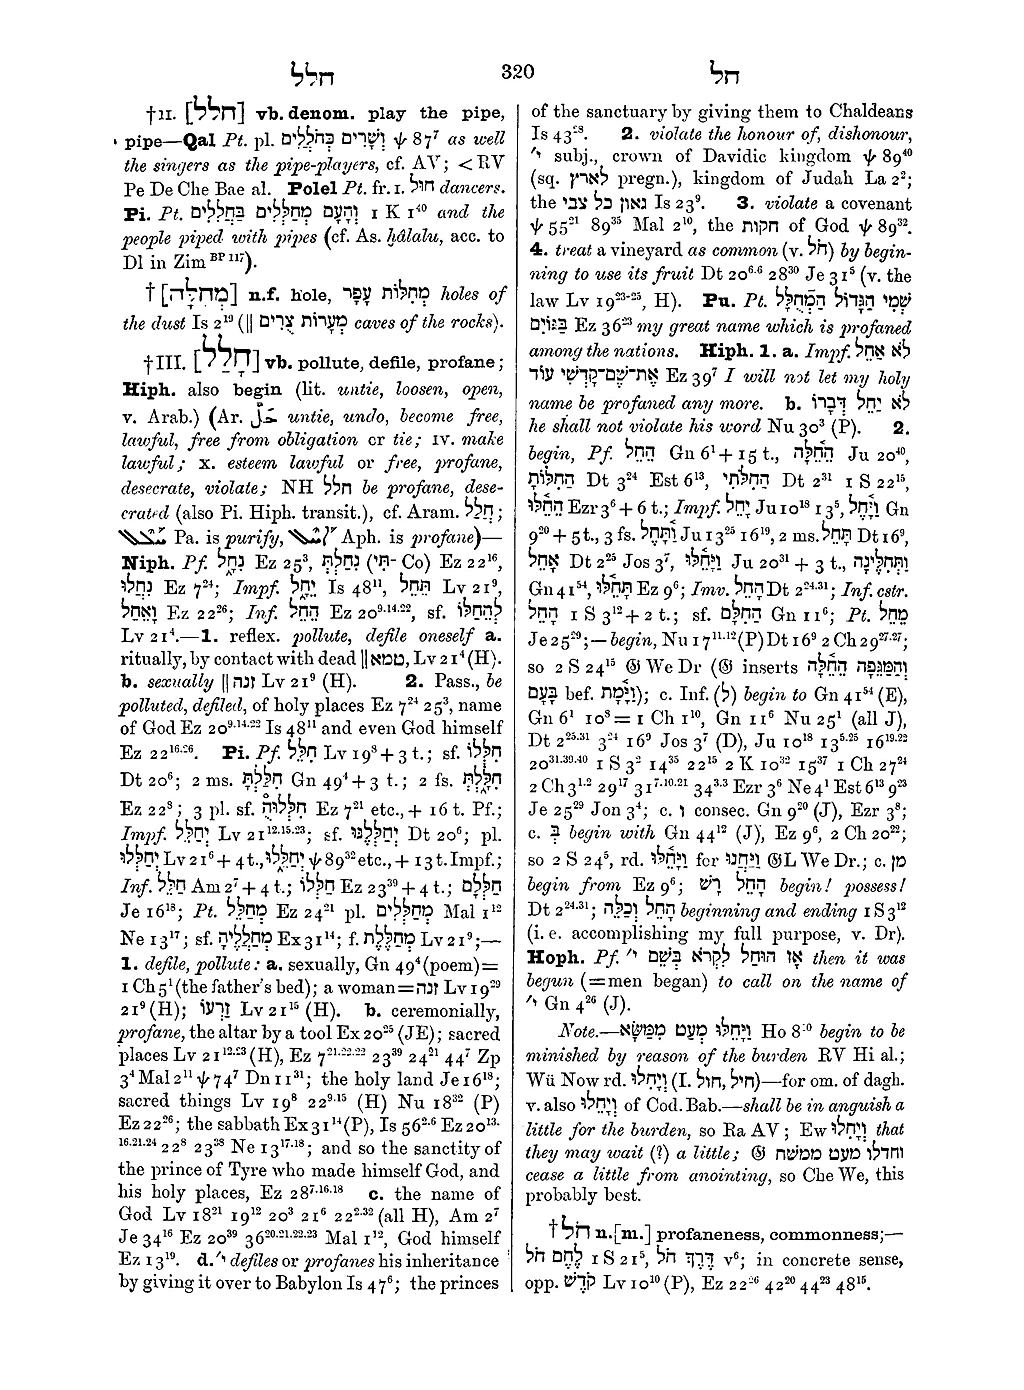 חלל 320 חל
†II. [חלל] vb. denom. play the pipe,
pipe—Qal Pt. pl. וְשָׁרִים כְּחֹלְלִים ψ 87⁷ as well
the singers as the pipe-players, cf. AV; < RV
Pe De Che Bae al. Polel Pt. fr. I. חול dancers.
Pi. Pt. וְהָעָם מְחַלְּלִים בַּחֲלִלִים 1 K 1⁴⁰ and the
people piped with pipes (cf. As. ḫâlalu, acc. to
Dl in Zim ᴮᴾ ¹¹⁷).
† [מְחִלָּה] n.f. hole, מְחִלּוֹת עָפָר holes of
the dust Is 2¹⁹ (|| מְעָרוֹת צֻרִים caves of the rocks).
†III. [חָלַל] vb. pollute, defile, profane;
Hiph. also begin (lit. untie, loosen, open,
v. Arab.) (Ar. حَلَّ untie, undo, become free,
lawful, free from obligation or tie; IV. make
lawful; X. esteem lawful or free, profane,
desecrate, violate; NH חלל be profane, dese-
crated (also Pi. Hiph. transit.), cf. Aram. חֲלַל;
Pa. is purify, Aph. is profane)—
Niph. Pf. נִחָל Ez 25³, נִחַלְתְּ (תִּי- Co) Ez 22¹⁶,
נִחֲלוּ Ez 7²⁴; Impf. יֵחָל Is 48¹¹, תֵּחֵל Lv 21⁹,
וָאֵחַל Ez 22²⁶; Inf. הֵחֵל Ez 20⁹·¹⁴·²², sf. לְהֵחַלּוֹ
Lv 21⁴.—1. reflex. pollute, defile oneself a.
ritually, by contact with dead || טמא, Lv 21⁴ (H).
b. sexually || זנה Lv 21⁹ (H). 2. Pass., be
polluted, defiled, of holy places Ez 7²⁴ 25³, name
of God Ez 20⁹·¹⁴·²² Is 48¹¹ and even God himself
Ez 22¹⁶·²⁶. Pi. Pf. חִלֵּל Lv 19⁸ + 3 t.; sf. חִלְּלוֹ
Dt 20⁶; 2 ms. חִלַּלְתָּ Gn 49⁴ + 3 t.; 2 fs. חִלַּלְתְּ
Ez 22⁸; 3 pl. sf. חִלְּלוּהָ Ez 7²¹ etc., + 16 t. Pf.;
Impf. יְחַלֵּל Lv 21¹²·¹⁵·²³; sf. יְחַלְּלֶנּוּ Dt 20⁶; pl.
יְחַלְּלוּ Lv 21⁶ + 4 t., יְחַלֵּלוּ ψ 89³² etc., + 13 t. Impf.;
Inf. חַלֵּל Am 2⁷ + 4 t.; חַלְּלוֹ Ez 23³⁹ + 4 t.; חַלְּלָם
Je 16¹⁸; Pt. מְחַלֵּל Ez 24²¹ pl. מְחַלְּלִים Mal 1¹²
Ne 13¹⁷; sf. מְחַלְלֶיהָ Ex 31¹⁴; f. מְחַלֶּלֶת Lv 21⁹;—
1. defile, pollute: a. sexually, Gn 49⁴ (poem) =
1 Ch 5¹ (the father's bed); a woman = זנה Lv 19²⁹
21⁹ (H); זַרְעוֹ Lv 21¹⁵ (H). b. ceremonially,
profane, the altar by a tool Ex 20²⁵ (JE); sacred
places Lv 21¹²·²³ (H), Ez 7²¹·²²·²² 23³⁹ 24²¹ 44⁷ Zp
3⁴ Mal 2¹¹ ψ 74⁷ Dn 11³¹; the holy land Je 16¹⁸;
sacred things Lv 19⁸ 22⁹·¹⁵ (H) Nu 18³² (P)
Ez 22²⁶; the sabbath Ex 31¹⁴ (P), Is 56²·⁶ Ez 20¹³·
¹⁶·²¹·²⁴ 22⁸ 23³⁸ Ne 13¹⁷·¹⁸; and so the sanctity of
the prince of Tyre who made himself God, and
his holy places, Ez 28⁷·¹⁶·¹⁸ c. the name of
God Lv 18²¹ 19¹² 20³ 21⁶ 22²·³² (all H), Am 2⁷
Je 34¹⁶ Ez 20³⁹ 36²⁰·²¹·²²·²³ Mal 1¹², God himself
Ez 13¹⁹. d. י׳ defiles or profanes his inheritance
by giving it over to Babylon Is 47⁶; the princes
of the sanctuary by giving them to Chaldeans
Is 43²⁸. 2. violate the honour of, dishonour,
י׳ subj., crown of Davidic kingdom ψ 89⁴⁰
(sq. לארץ pregn.), kingdom of Judah La 2²;
the גאון כל צבי Is 23⁹. 3. violate a covenant
ψ 55²¹ 89³⁵ Mal 2¹⁰, the חקות of God ψ 89³².
4. treat a vineyard as common (v. חֹל) by begin-
ning to use its fruit Dt 20⁶·⁶ 28³⁰ Je 31⁵ (v. the
law Lv 19²³⁻²⁵, H). Pu. Pt. שְׁמִי הַגָּדוֹל הַמְחֻלָּל
בַּגּוֹיִם Ez 36²³ my great name which is profaned
among the nations. Hiph. 1. a. Impf. לֹא אַחֵל
אֶת־שֵׁם־קָדְשִׁי עוֹד Ez 39⁷ I will not let my holy
name be profaned any more. b. לֹא יַחֵל דְּבָרוֹ
he shall not violate his word Nu 30³ (P). 2.
begin, Pf. הֵחֵל Gn 6¹ + 15 t., הֵחֵלָּה Ju 20⁴⁰,
הַחִלּוֹתָ Dt 3²⁴ Est 6¹³, הַחִלֹּתִי Dt 2³¹ 1 S 22¹⁵,
הֵחֵלּוּ Ezr 3⁶ + 6 t.; Impf. יָחֵל Ju 10¹⁸ 13⁵, וַיָּחֶל Gn
9²⁰ + 5 t., 3 fs. וַתָּחֶל Ju 13²⁵ 16¹⁹, 2 ms. תָּחֵל Dt 16⁹,
אָחֵל Dt 2²⁵ Jos 3⁷, וַיָּחֵלּוּ Ju 20³¹ + 3 t., וַתְּחִלֶּינָה
Gn 41⁵⁴, תָּחֵלּוּ Ez 9⁶; Imv. הָחֵל Dt 2²⁴·³¹; Inf. cstr.
הָחֵל 1 S 3¹² + 2 t.; sf. הַחִלָּם Gn 11⁶; Pt. מֵחֵל
Je 25²⁹;—begin, Nu 17¹¹·¹² (P) Dt 16⁹ 2 Ch 29²⁷·²⁷;
so 2 S 24¹⁵ 𝔊 We Dr (𝔊 inserts וְהַמַּגֵּפָה הֵחֵלָּה
בָּעָם bef. וַיָּמָת); c. Inf. (ל) begin to Gn 41⁵⁴ (E),
Gn 6¹ 10⁸ = 1 Ch 1¹⁰, Gn 11⁶ Nu 25¹ (all J),
Dt 2²⁵·³¹ 3²⁴ 16⁹ Jos 3⁷ (D), Ju 10¹⁸ 13⁵·²⁵ 16¹⁹·²²
20³¹·³⁹·⁴⁰ 1 S 3² 14³⁵ 22¹⁵ 2 K 10³² 15³⁷ 1 Ch 27²⁴
2 Ch 3¹·² 29¹⁷ 31⁷·¹⁰·²¹ 34³·³ Ezr 3⁶ Ne 4¹ Est 6¹³ 9²³
Je 25²⁹ Jon 3⁴; c. ו consec. Gn 9²⁰ (J), Ezr 3⁸;
c. בְּ begin with Gn 44¹² (J), Ez 9⁶, 2 Ch 20²²;
so 2 S 24⁵, rd. וַיָּחֵלּוּ for וַיַּחֲנוּ 𝔊L We Dr.; c. מן
begin from Ez 9⁶; הָחֵל רָשׁ begin! possess!
Dt 2²⁴·³¹; הָחֵל וְכַלֵּה beginning and ending 1 S 3¹²
(i. e. accomplishing my full purpose, v. Dr).
Hoph. Pf. אָז הוּחַל לִקְרֹא בְּשֵׁם י׳ then it was
begun (= men began) to call on the name of
י׳ Gn 4²⁶ (J).
Note.—וַיָּחֵלּוּ מְעָט מִמַּשָּׂא Ho 8¹⁰ begin to be
minished by reason of the burden RV Hi al.;
Wü Now rd. וְיָחִלוּ (I. חיל, חול)—for om. of dagh.
v. also וְיָחֵלוּ of Cod. Bab.—shall be in anguish a
little for the burden, so Ra AV; Ew וְיָחִלוּ that
they may wait (?) a little; 𝔊 וחדלו מעט ממשח
cease a little from anointing, so Che We, this
probably best.
† חֹל n.[m.] profaneness, commonness;—
לֶחֶם חֹל 1 S 21⁵, דֶּרֶךְ חֹל v⁶; in concrete sense,
opp. קֹדֶשׁ Lv 10¹⁰ (P), Ez 22²⁶ 42²⁰ 44²³ 48¹⁵.